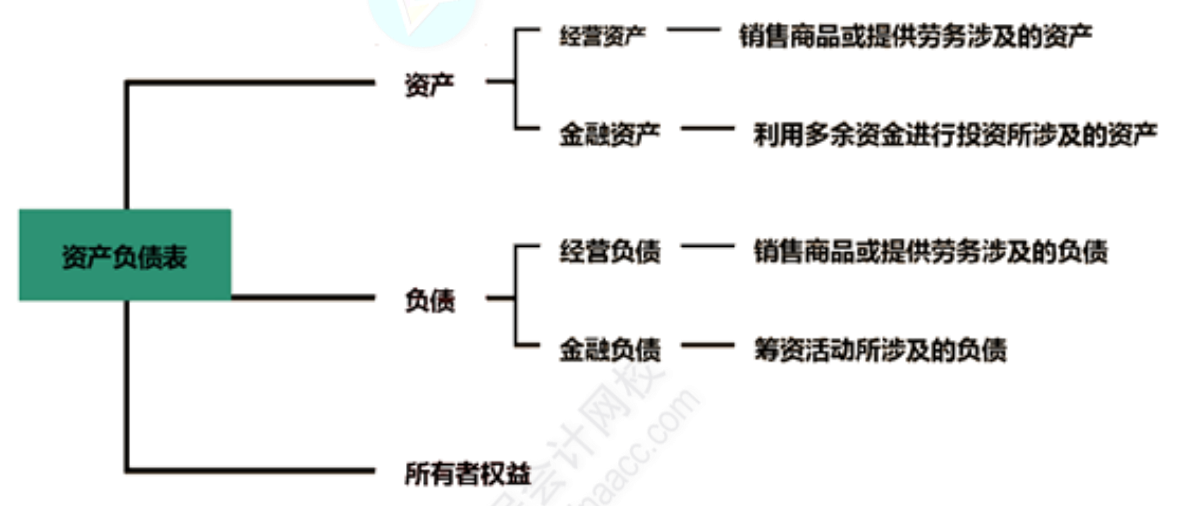 经营资产
销售商品或提供劳务涉及的资产
资产
金融资产
利用多余资金进行投资所涉及的资产
资产负债表
经营负债
销售商品或提供劳务涉及的负债
负债
金融负债
筹资活动所涉及的负债
所有者权益
会计网校